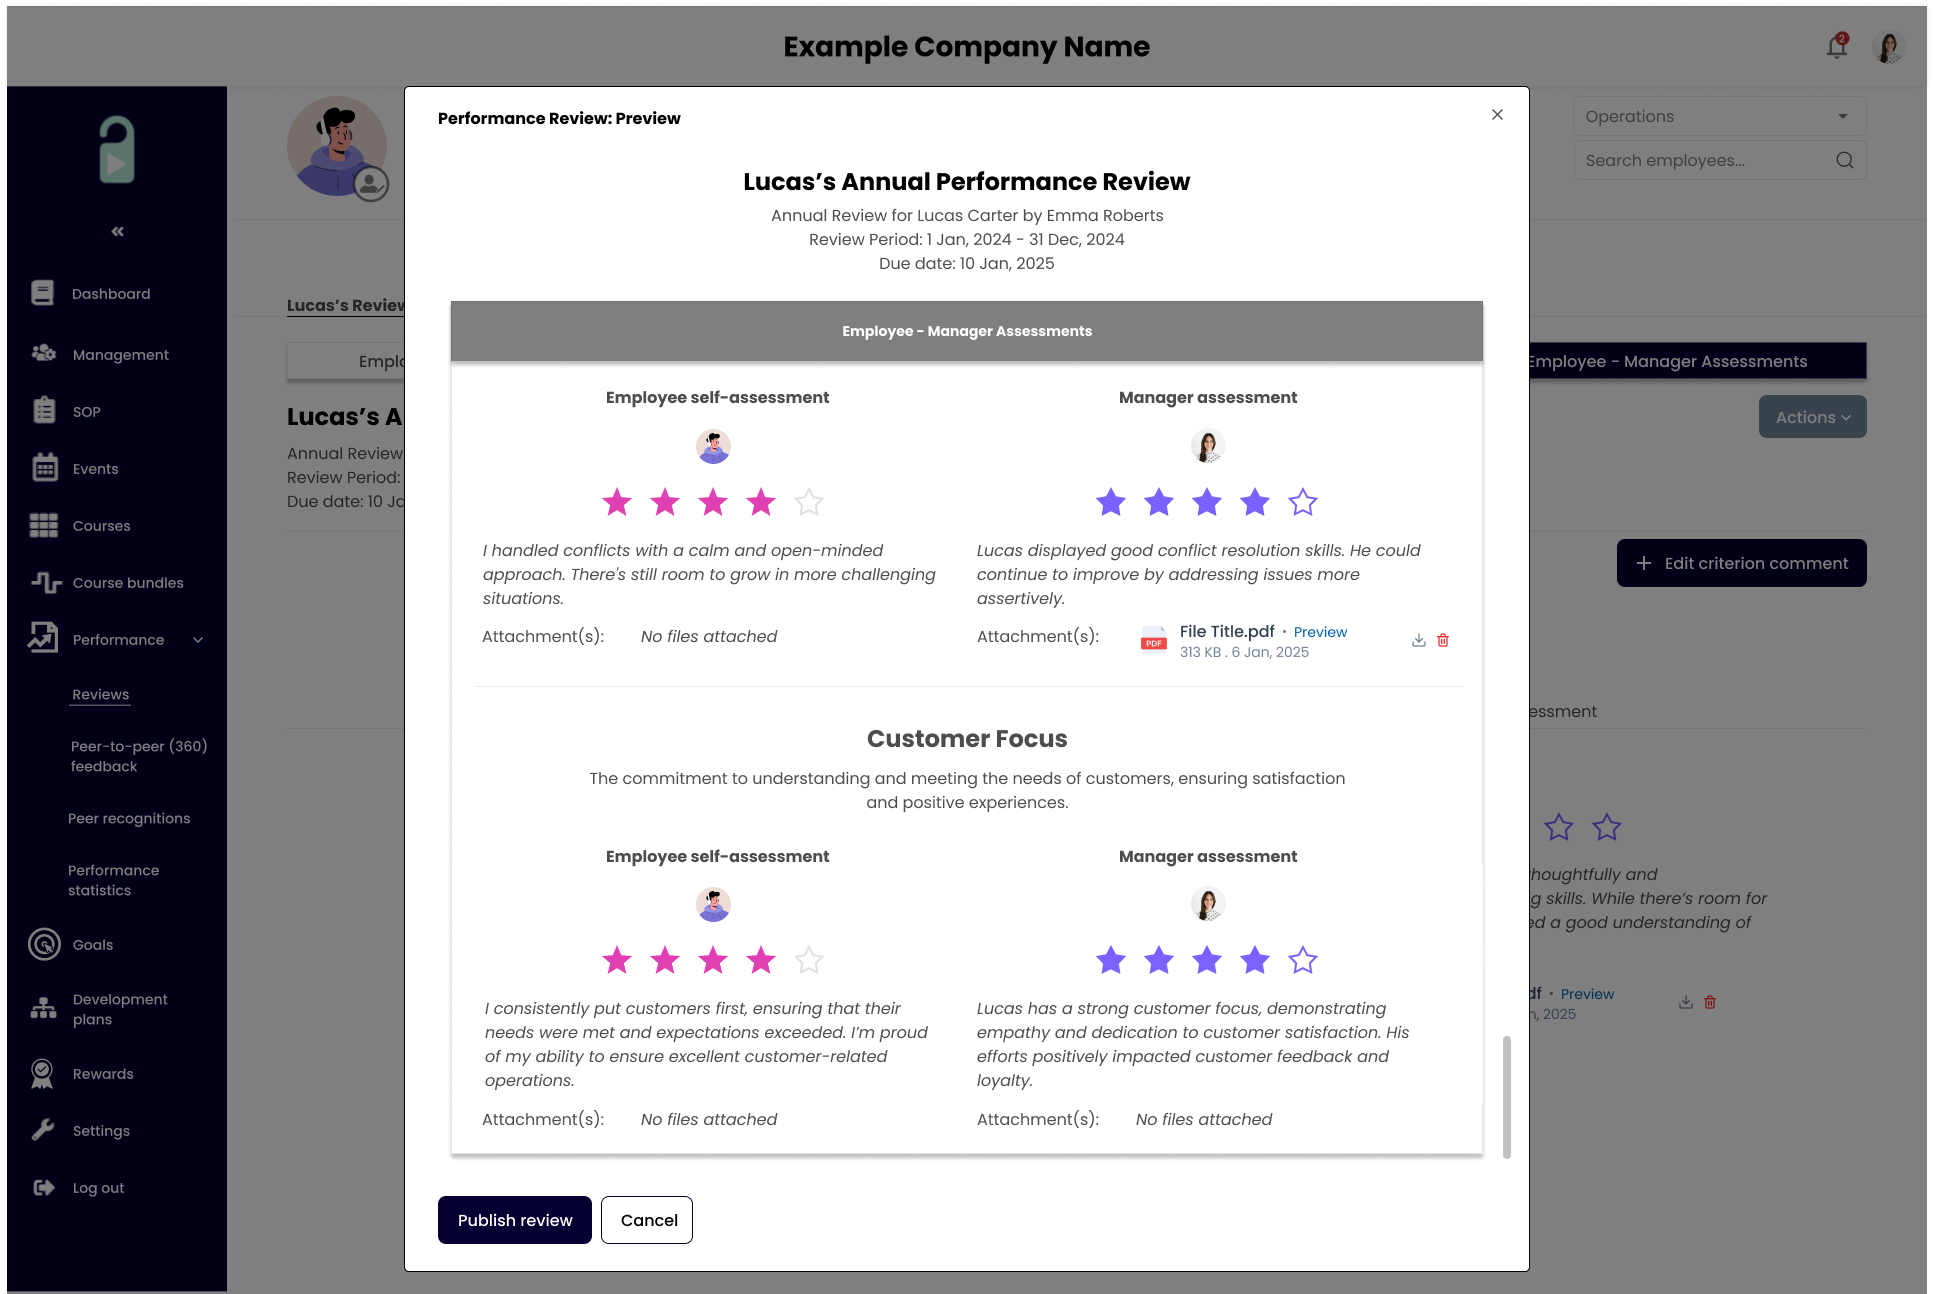 Example Company Name
2
Operations
Search employees...
«
Dashboard
Management
SOP
Events
Courses
Course bundles
Performance
Reviews
Peer-to-peer (360)
feedback
Peer recognitions
Performance
statistics
Goals
Development
plans
Rewards
Settings
Log out
Lucas’s Review
Lucas’s A
Annual Review
Review Period:
Due date: 10 Ja
Performance Review: Preview
Lucas’s Annual Performance Review
Annual Review for Lucas Carter by Emma Roberts
Review Period: 1 Jan, 2024 - 31 Dec, 2024
Due date: 10 Jan, 2025
Employee - Manager Assessments
Employee self-assessment
Manager assessment
I handled conflicts with a calm and open-minded
approach. There's still room to grow in more challenging
situations.
Attachment(s): No files attached
Lucas displayed good conflict resolution skills. He could
continue to improve by addressing issues more
assertively.
Attachment(s):
PDF
File Title.pdf · Preview
313 KB . 6 Jan, 2025
Customer Focus
The commitment to understanding and meeting the needs of customers, ensuring satisfaction
and positive experiences.
Employee self-assessment
Manager assessment
I consistently put customers first, ensuring that their
needs were met and expectations exceeded. I’m proud
of my ability to ensure excellent customer-related
operations.
Attachment(s): No files attached
Lucas has a strong customer focus, demonstrating
empathy and dedication to customer satisfaction. His
efforts positively impacted customer feedback and
loyalty.
Attachment(s): No files attached
Publish review
Cancel
Employee - Manager Assessments
Actions
+ Edit criterion comment
houghtfully and
g skills. While there’s room for
ed a good understanding of
· Preview
, 2025